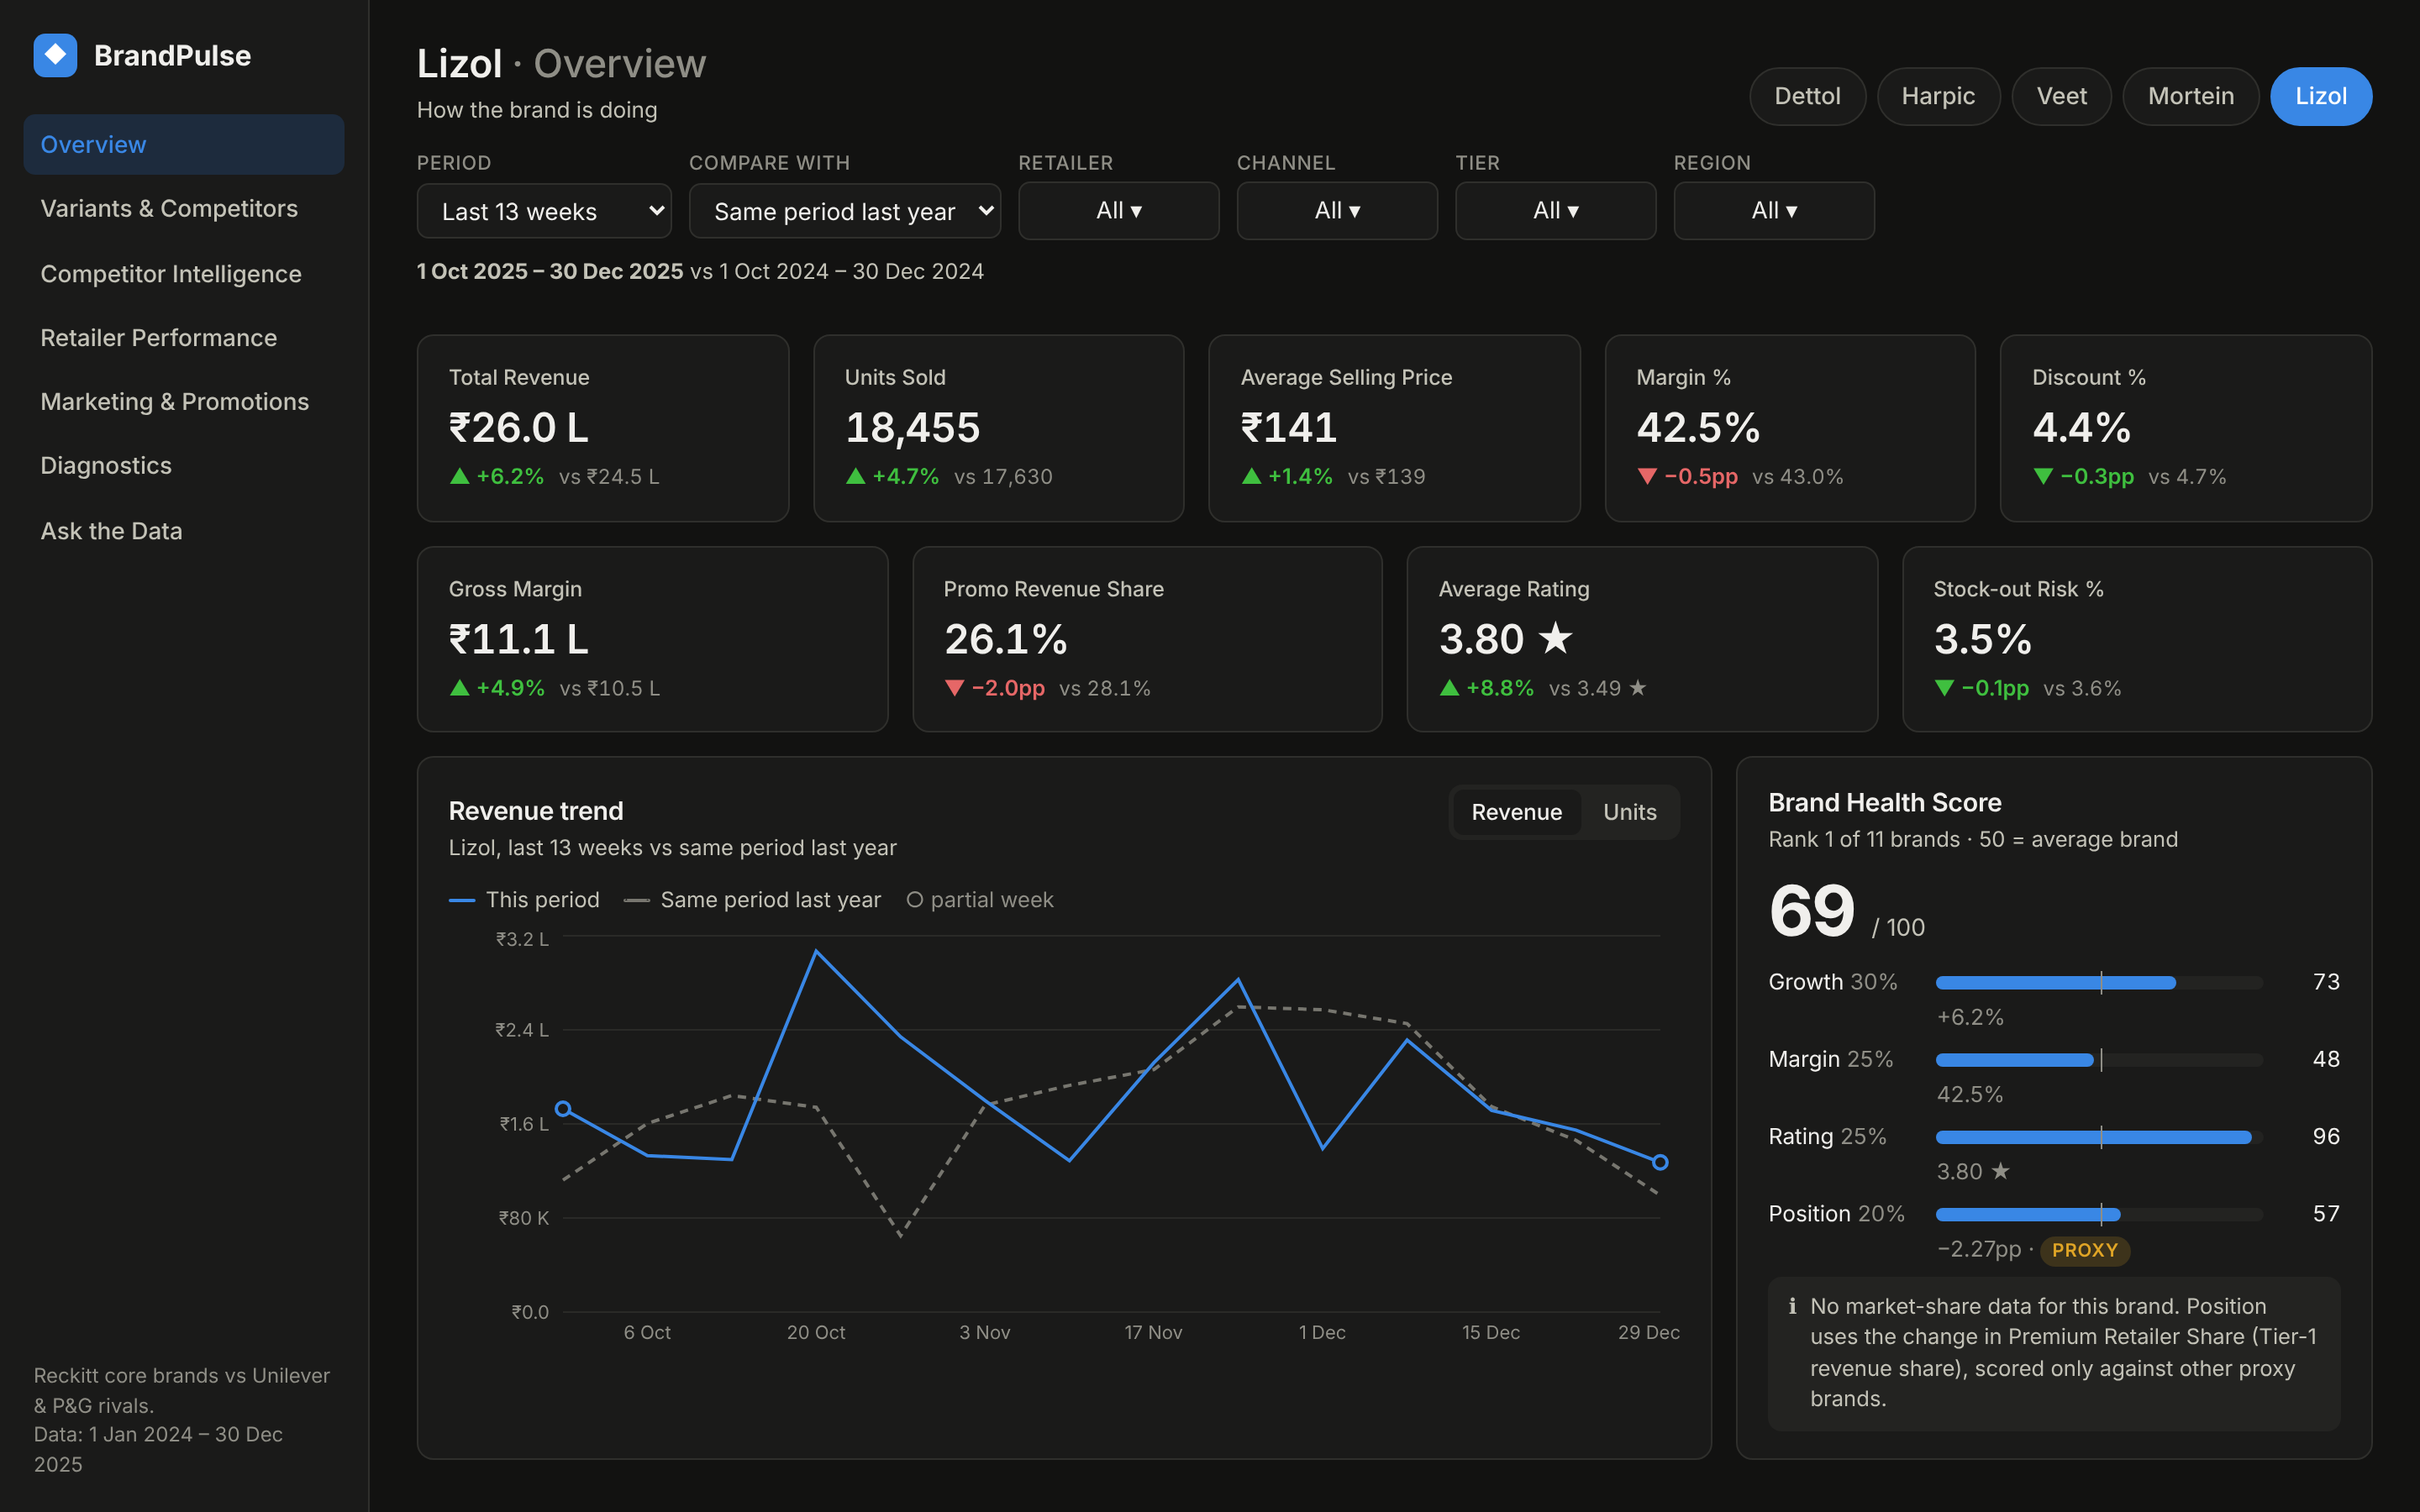 BrandPulse
Overview
Variants & Competitors
Competitor Intelligence
Retailer Performance
Marketing & Promotions
Diagnostics
Ask the Data
Reckitt core brands vs Unilever
& P&G rivals.
Data: 1 Jan 2024 – 30 Dec
2025
Lizol · Overview
How the brand is doing
Dettol Harpic Veet Mortein Lizol
PERIOD COMPARE WITH RETAILER CHANNEL TIER REGION
Last 13 weeks Same period last year All ▾ All ▾ All ▾ All ▾
1 Oct 2025 – 30 Dec 2025 vs 1 Oct 2024 – 30 Dec 2024
Total Revenue
₹26.0 L
▲ +6.2% vs ₹24.5 L
Units Sold
18,455
▲ +4.7% vs 17,630
Average Selling Price
₹141
▲ +1.4% vs ₹139
Margin %
42.5%
▼ −0.5pp vs 43.0%
Discount %
4.4%
▼ −0.3pp vs 4.7%
Gross Margin
₹11.1 L
▲ +4.9% vs ₹10.5 L
Promo Revenue Share
26.1%
▼ −2.0pp vs 28.1%
Average Rating
3.80 ★
▲ +8.8% vs 3.49 ★
Stock-out Risk %
3.5%
▼ −0.1pp vs 3.6%
Revenue trend
Lizol, last 13 weeks vs same period last year
Revenue Units
This period Same period last year partial week
₹3.2 L
₹2.4 L
₹1.6 L
₹80 K
₹0.0
6 Oct 20 Oct 3 Nov 17 Nov 1 Dec 15 Dec 29 Dec
Brand Health Score
Rank 1 of 11 brands · 50 = average brand
69 / 100
Growth 30% 73
+6.2%
Margin 25% 48
42.5%
Rating 25% 96
3.80 ★
Position 20% 57
−2.27pp · PROXY
ℹ No market-share data for this brand. Position
uses the change in Premium Retailer Share (Tier-1
revenue share), scored only against other proxy
brands.